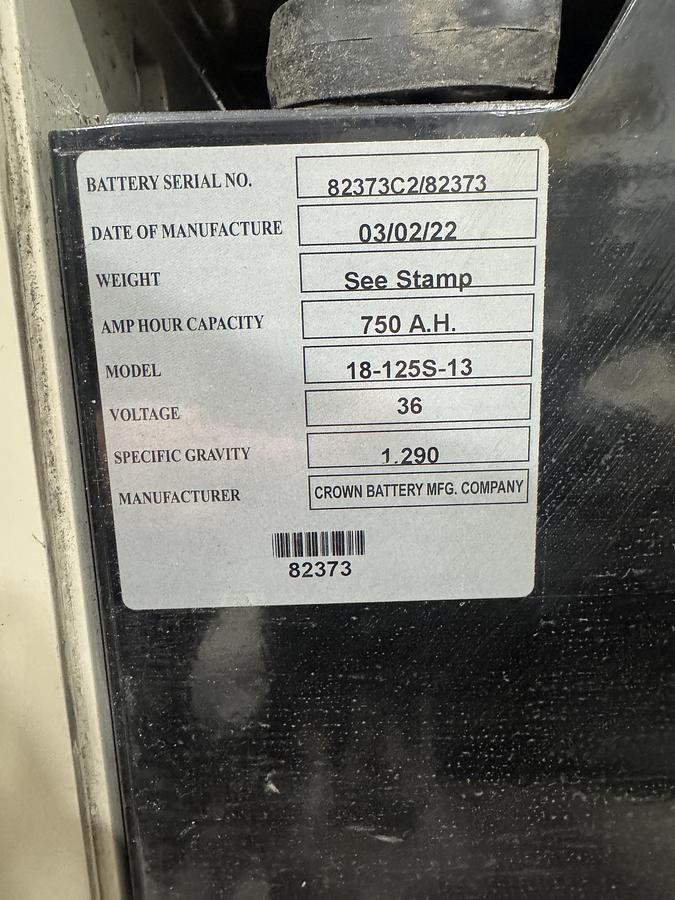 BATTERY SERIAL NO. 82373C2/82373
DATE OF MANUFACTURE 03/02/22
WEIGHT See Stamp
AMP HOUR CAPACITY 750 A.H.
MODEL 18-125S-13
VOLTAGE 36
SPECIFIC GRAVITY 1.290
MANUFACTURER CROWN BATTERY MFG. COMPANY
82373